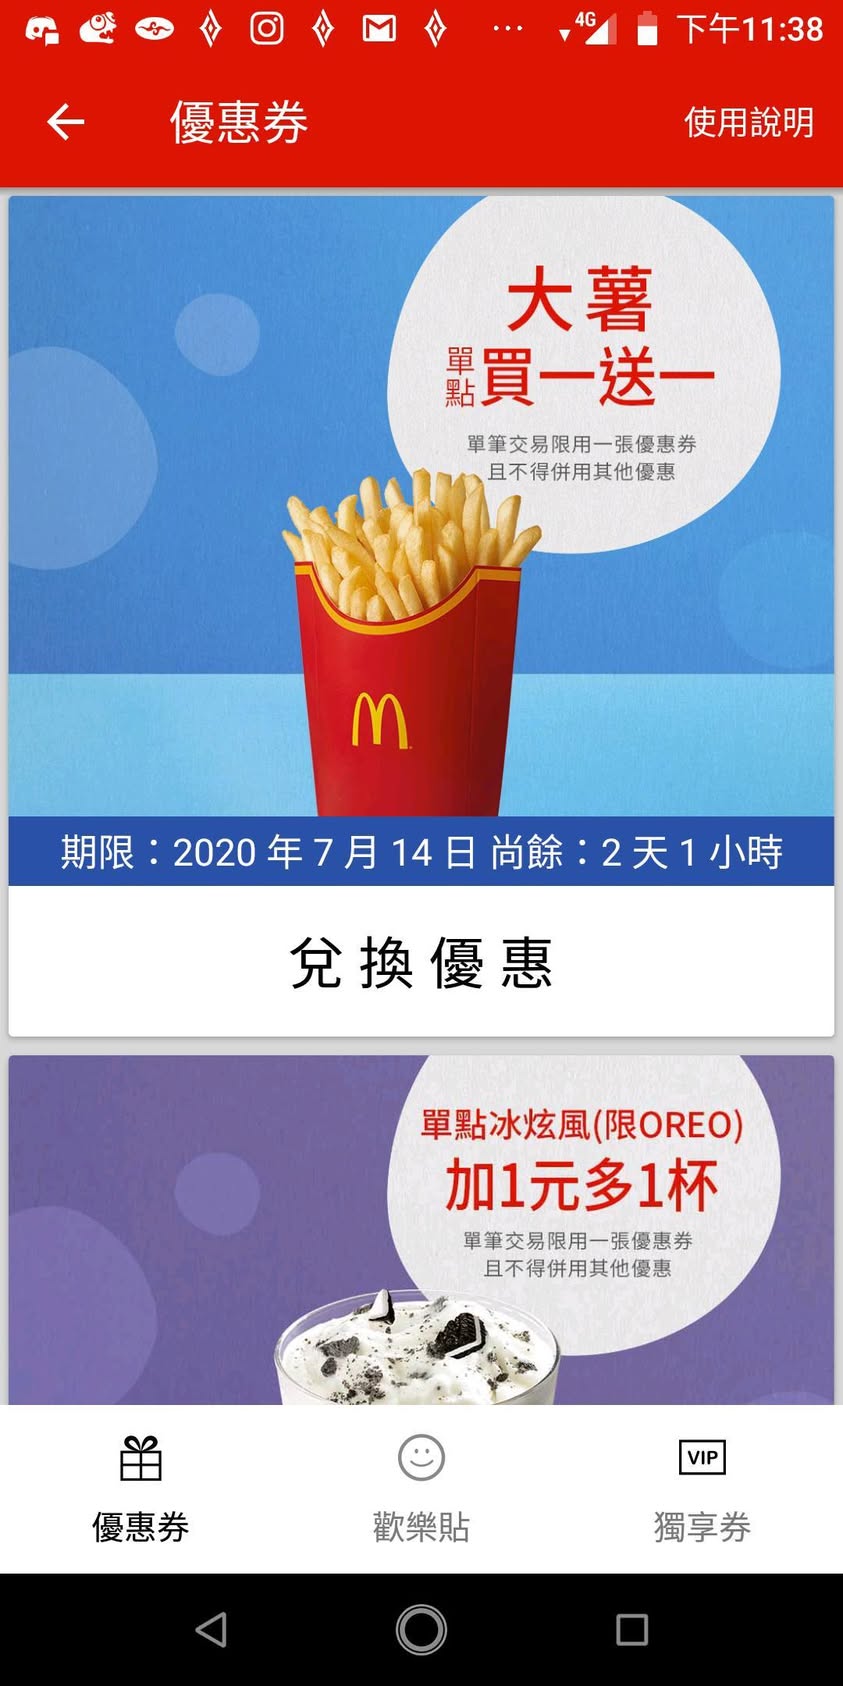 4G 下午11:38
優惠券 使用說明
大薯
單點 買一送一
單筆交易限用一張優惠券
且不得併用其他優惠
期限：2020 年 7 月 14 日 尚餘：2 天 1 小時
兌換優惠
單點冰炫風(限OREO)
加1元多1杯
單筆交易限用一張優惠券
且不得併用其他優惠
VIP
優惠券 歡樂貼 獨享券